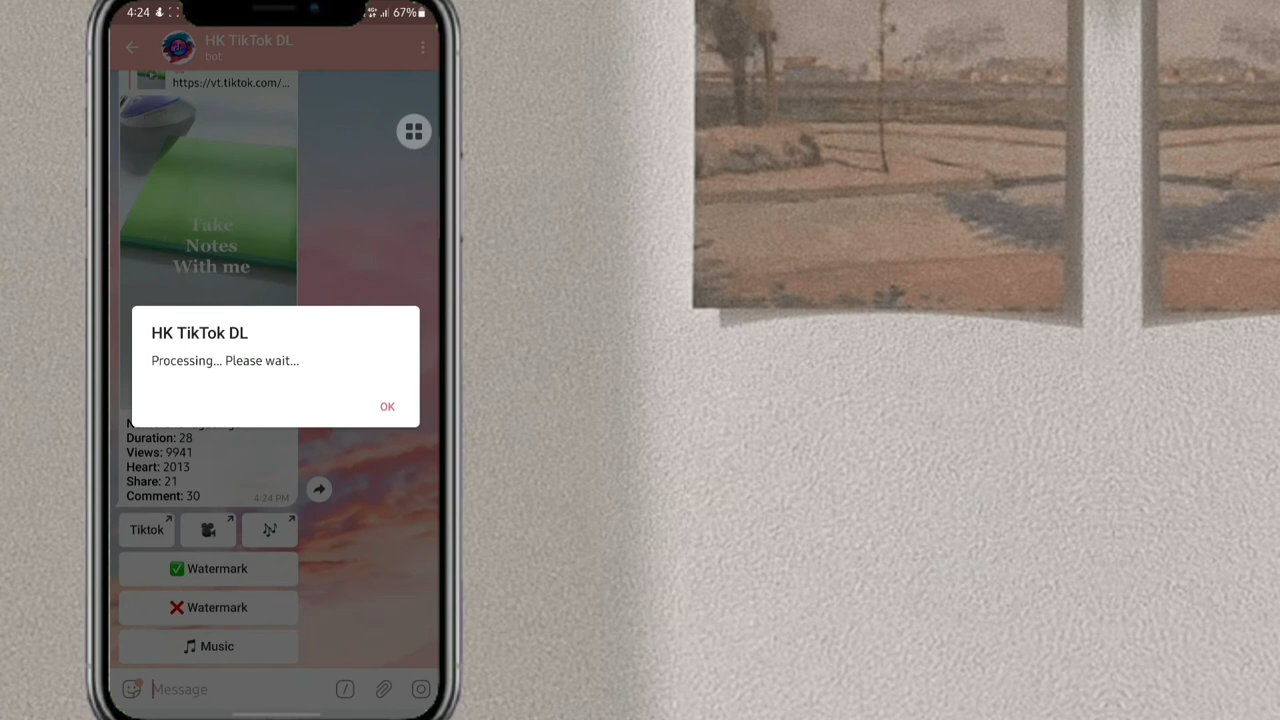 4:24
4G
67%
HK TikTok DL
bot
https://vt.tiktok.com/...
Take
Notes
With me
HK TikTok DL
Processing... Please wait...
OK
Duration: 28
Views: 9941
Heart: 2013
Share: 21
Comment: 30
4:24 PM
Tiktok
✅ Watermark
❌ Watermark
🎵 Music
Message